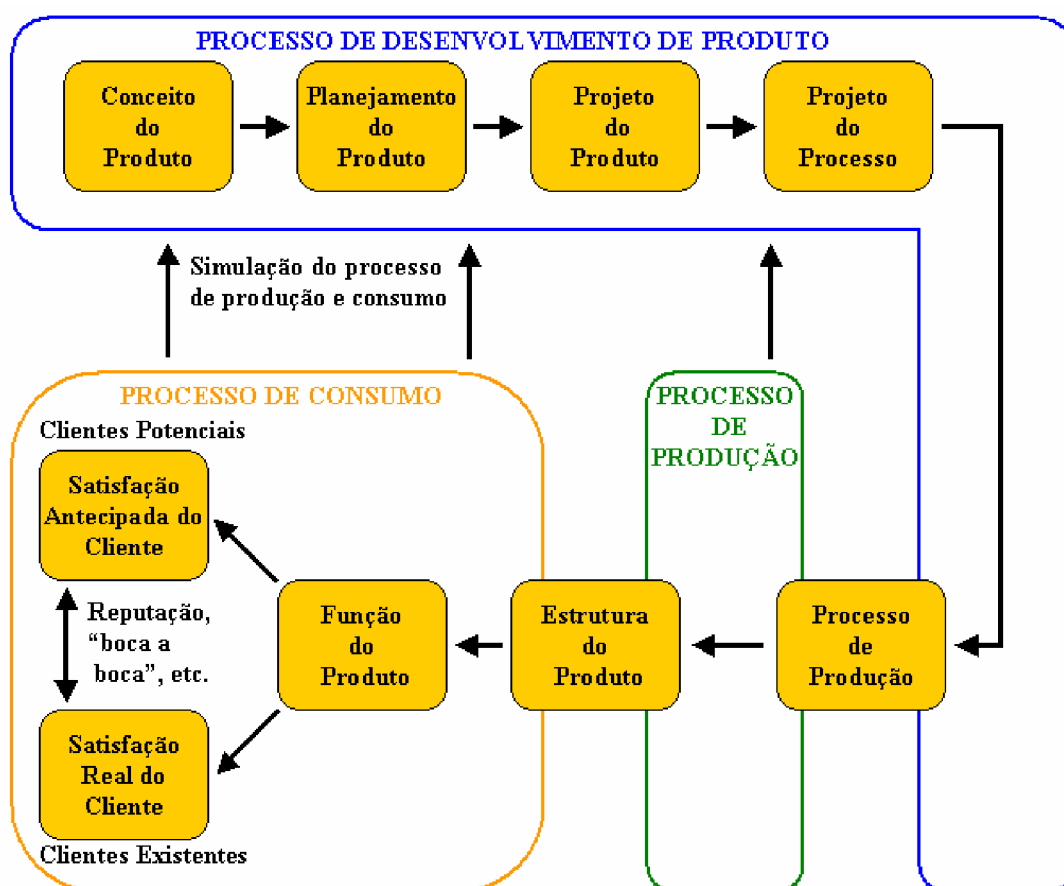 PROCESSO DE DESENVOLVIMENTO DE PRODUTO
Conceito
do
Produto
Planejamento
do
Produto
Projeto
do
Produto
Projeto
do
Processo
Simulação do processo
de produção e consumo
PROCESSO DE CONSUMO
Clientes Potenciais
Satisfação
Antecipada do
Cliente
Reputação,
“boca a
boca”, etc.
Satisfação
Real do
Cliente
Clientes Existentes
Função
do
Produto
Estrutura
do
Produto
PROCESSO
DE
PRODUÇÃO
Processo
de
Produção